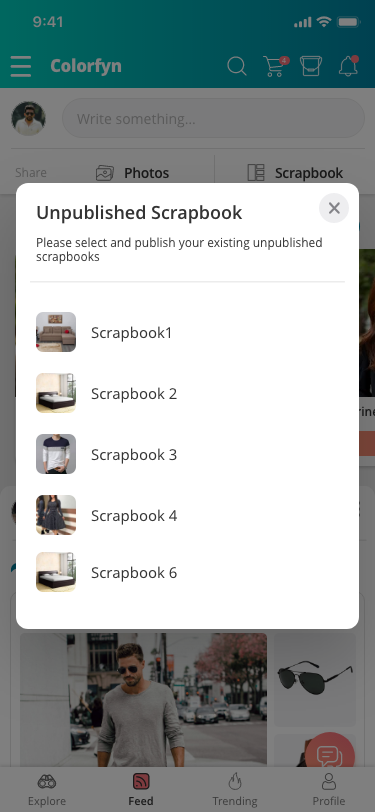 9:41
Colorfyn
4
Write something...
Share
Photos
Scrapbook
Unpublished Scrapbook
Please select and publish your existing unpublished
scrapbooks
Scrapbook1
Scrapbook 2
Scrapbook 3
Scrapbook 4
Scrapbook 6
Explore
Feed
Trending
Profile